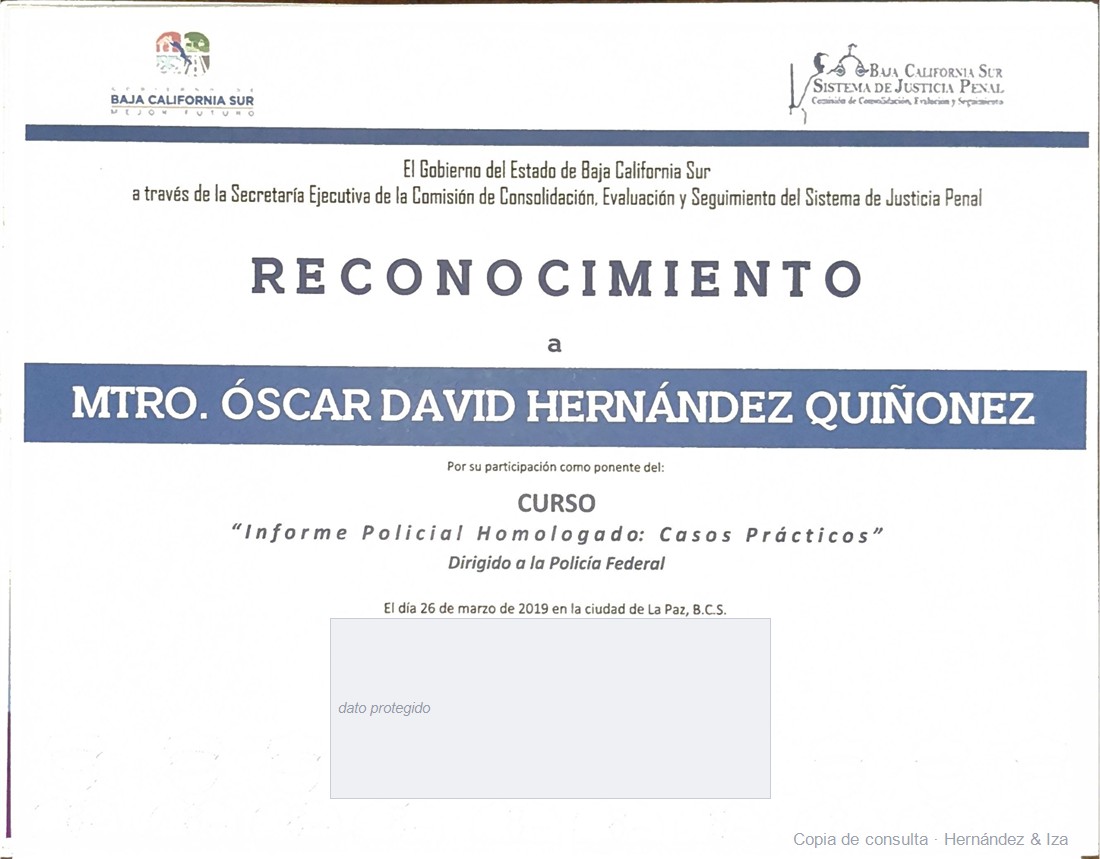 GOBIERNO DE
BAJA CALIFORNIA SUR
MEJOR FUTURO
BAJA CALIFORNIA SUR
SISTEMA DE JUSTICIA PENAL
Comisión de Consolidación, Evaluación y Seguimiento
El Gobierno del Estado de Baja California Sur
a través de la Secretaría Ejecutiva de la Comisión de Consolidación, Evaluación y Seguimiento del Sistema de Justicia Penal
RECONOCIMIENTO
a
MTRO. ÓSCAR DAVID HERNÁNDEZ QUIÑONEZ
Por su participación como ponente del:
CURSO
“Informe Policial Homologado: Casos Prácticos”
Dirigido a la Policía Federal
El día 26 de marzo de 2019 en la ciudad de La Paz, B.C.S.
dato protegido
Copia de consulta · Hernández & Iza